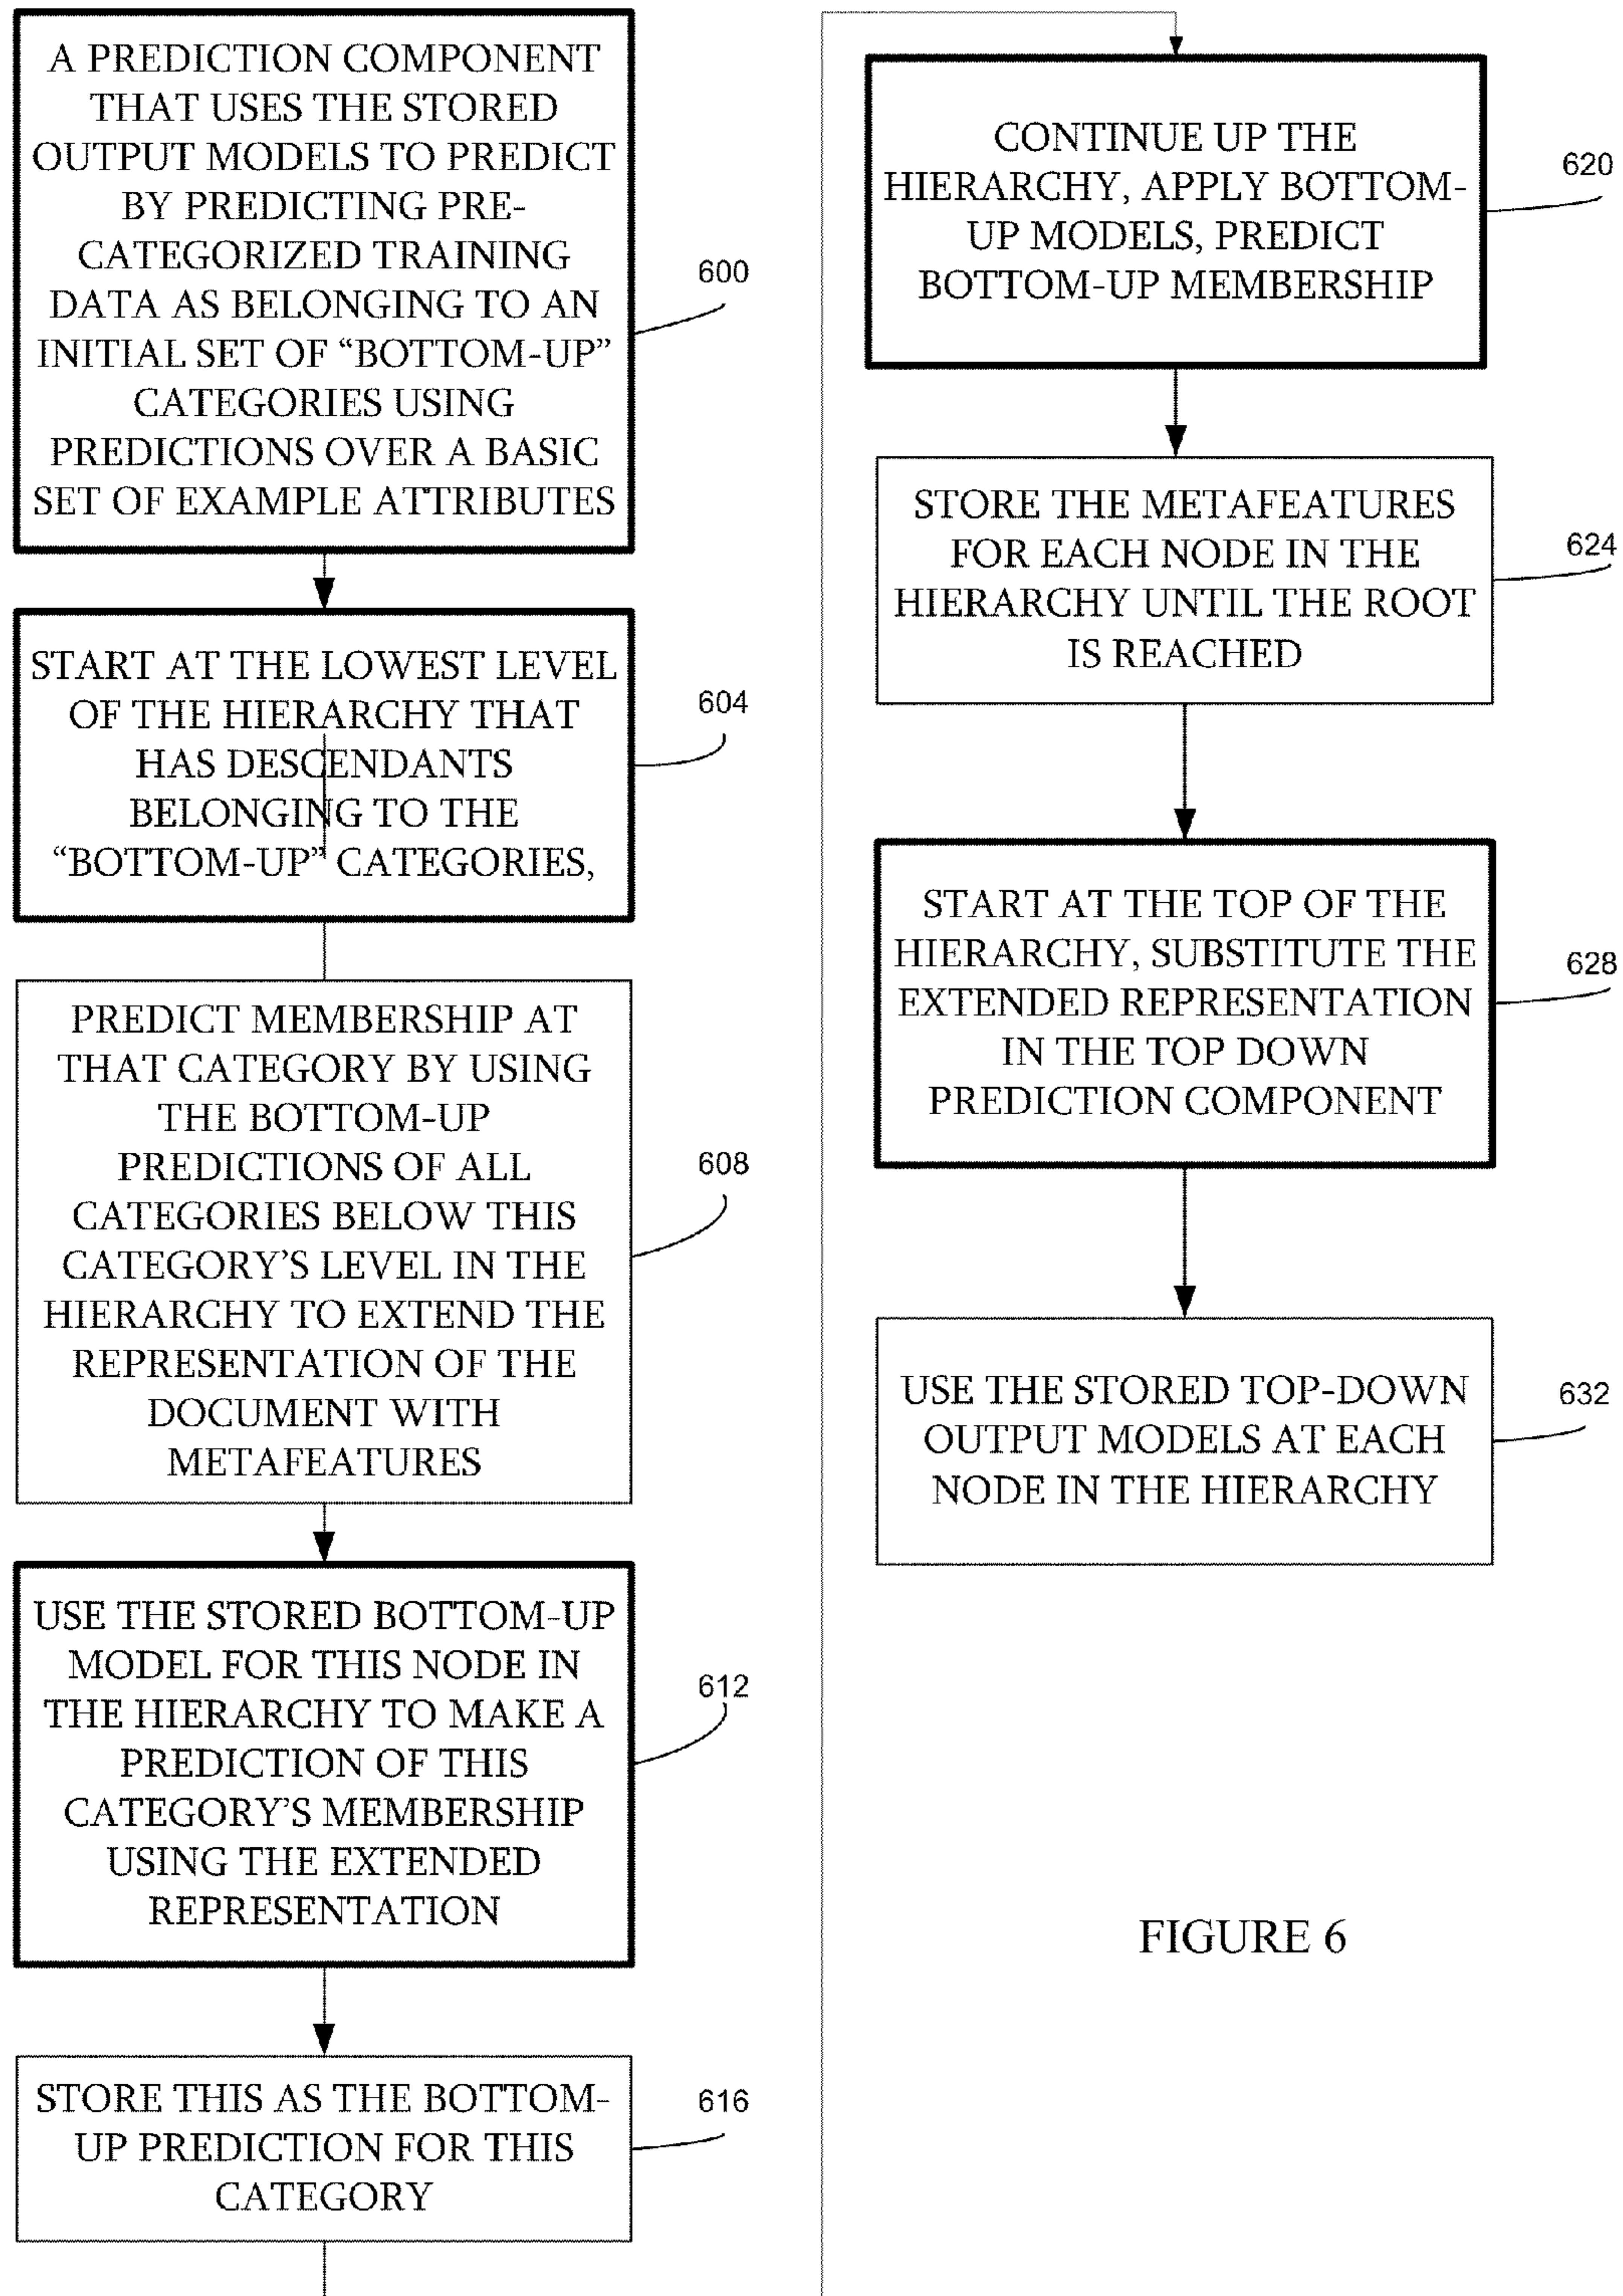 A PREDICTION COMPONENT
THAT USES THE STORED
OUTPUT MODELS TO PREDICT
BY PREDICTING PRE-
CATEGORIZED TRAINING
DATA AS BELONGING TO AN
INITIAL SET OF “BOTTOM-UP”
CATEGORIES USING
PREDICTIONS OVER A BASIC
SET OF EXAMPLE ATTRIBUTES
600
START AT THE LOWEST LEVEL
OF THE HIERARCHY THAT
HAS DESCENDANTS
BELONGING TO THE
“BOTTOM-UP” CATEGORIES,
604
PREDICT MEMBERSHIP AT
THAT CATEGORY BY USING
THE BOTTOM-UP
PREDICTIONS OF ALL
CATEGORIES BELOW THIS
CATEGORY’S LEVEL IN THE
HIERARCHY TO EXTEND THE
REPRESENTATION OF THE
DOCUMENT WITH
METAFEATURES
608
USE THE STORED BOTTOM-UP
MODEL FOR THIS NODE IN
THE HIERARCHY TO MAKE A
PREDICTION OF THIS
CATEGORY’S MEMBERSHIP
USING THE EXTENDED
REPRESENTATION
612
STORE THIS AS THE BOTTOM-
UP PREDICTION FOR THIS
CATEGORY
616
CONTINUE UP THE
HIERARCHY, APPLY BOTTOM-
UP MODELS, PREDICT
BOTTOM-UP MEMBERSHIP
620
STORE THE METAFEATURES
FOR EACH NODE IN THE
HIERARCHY UNTIL THE ROOT
IS REACHED
624
START AT THE TOP OF THE
HIERARCHY, SUBSTITUTE THE
EXTENDED REPRESENTATION
IN THE TOP DOWN
PREDICTION COMPONENT
628
USE THE STORED TOP-DOWN
OUTPUT MODELS AT EACH
NODE IN THE HIERARCHY
632
FIGURE 6